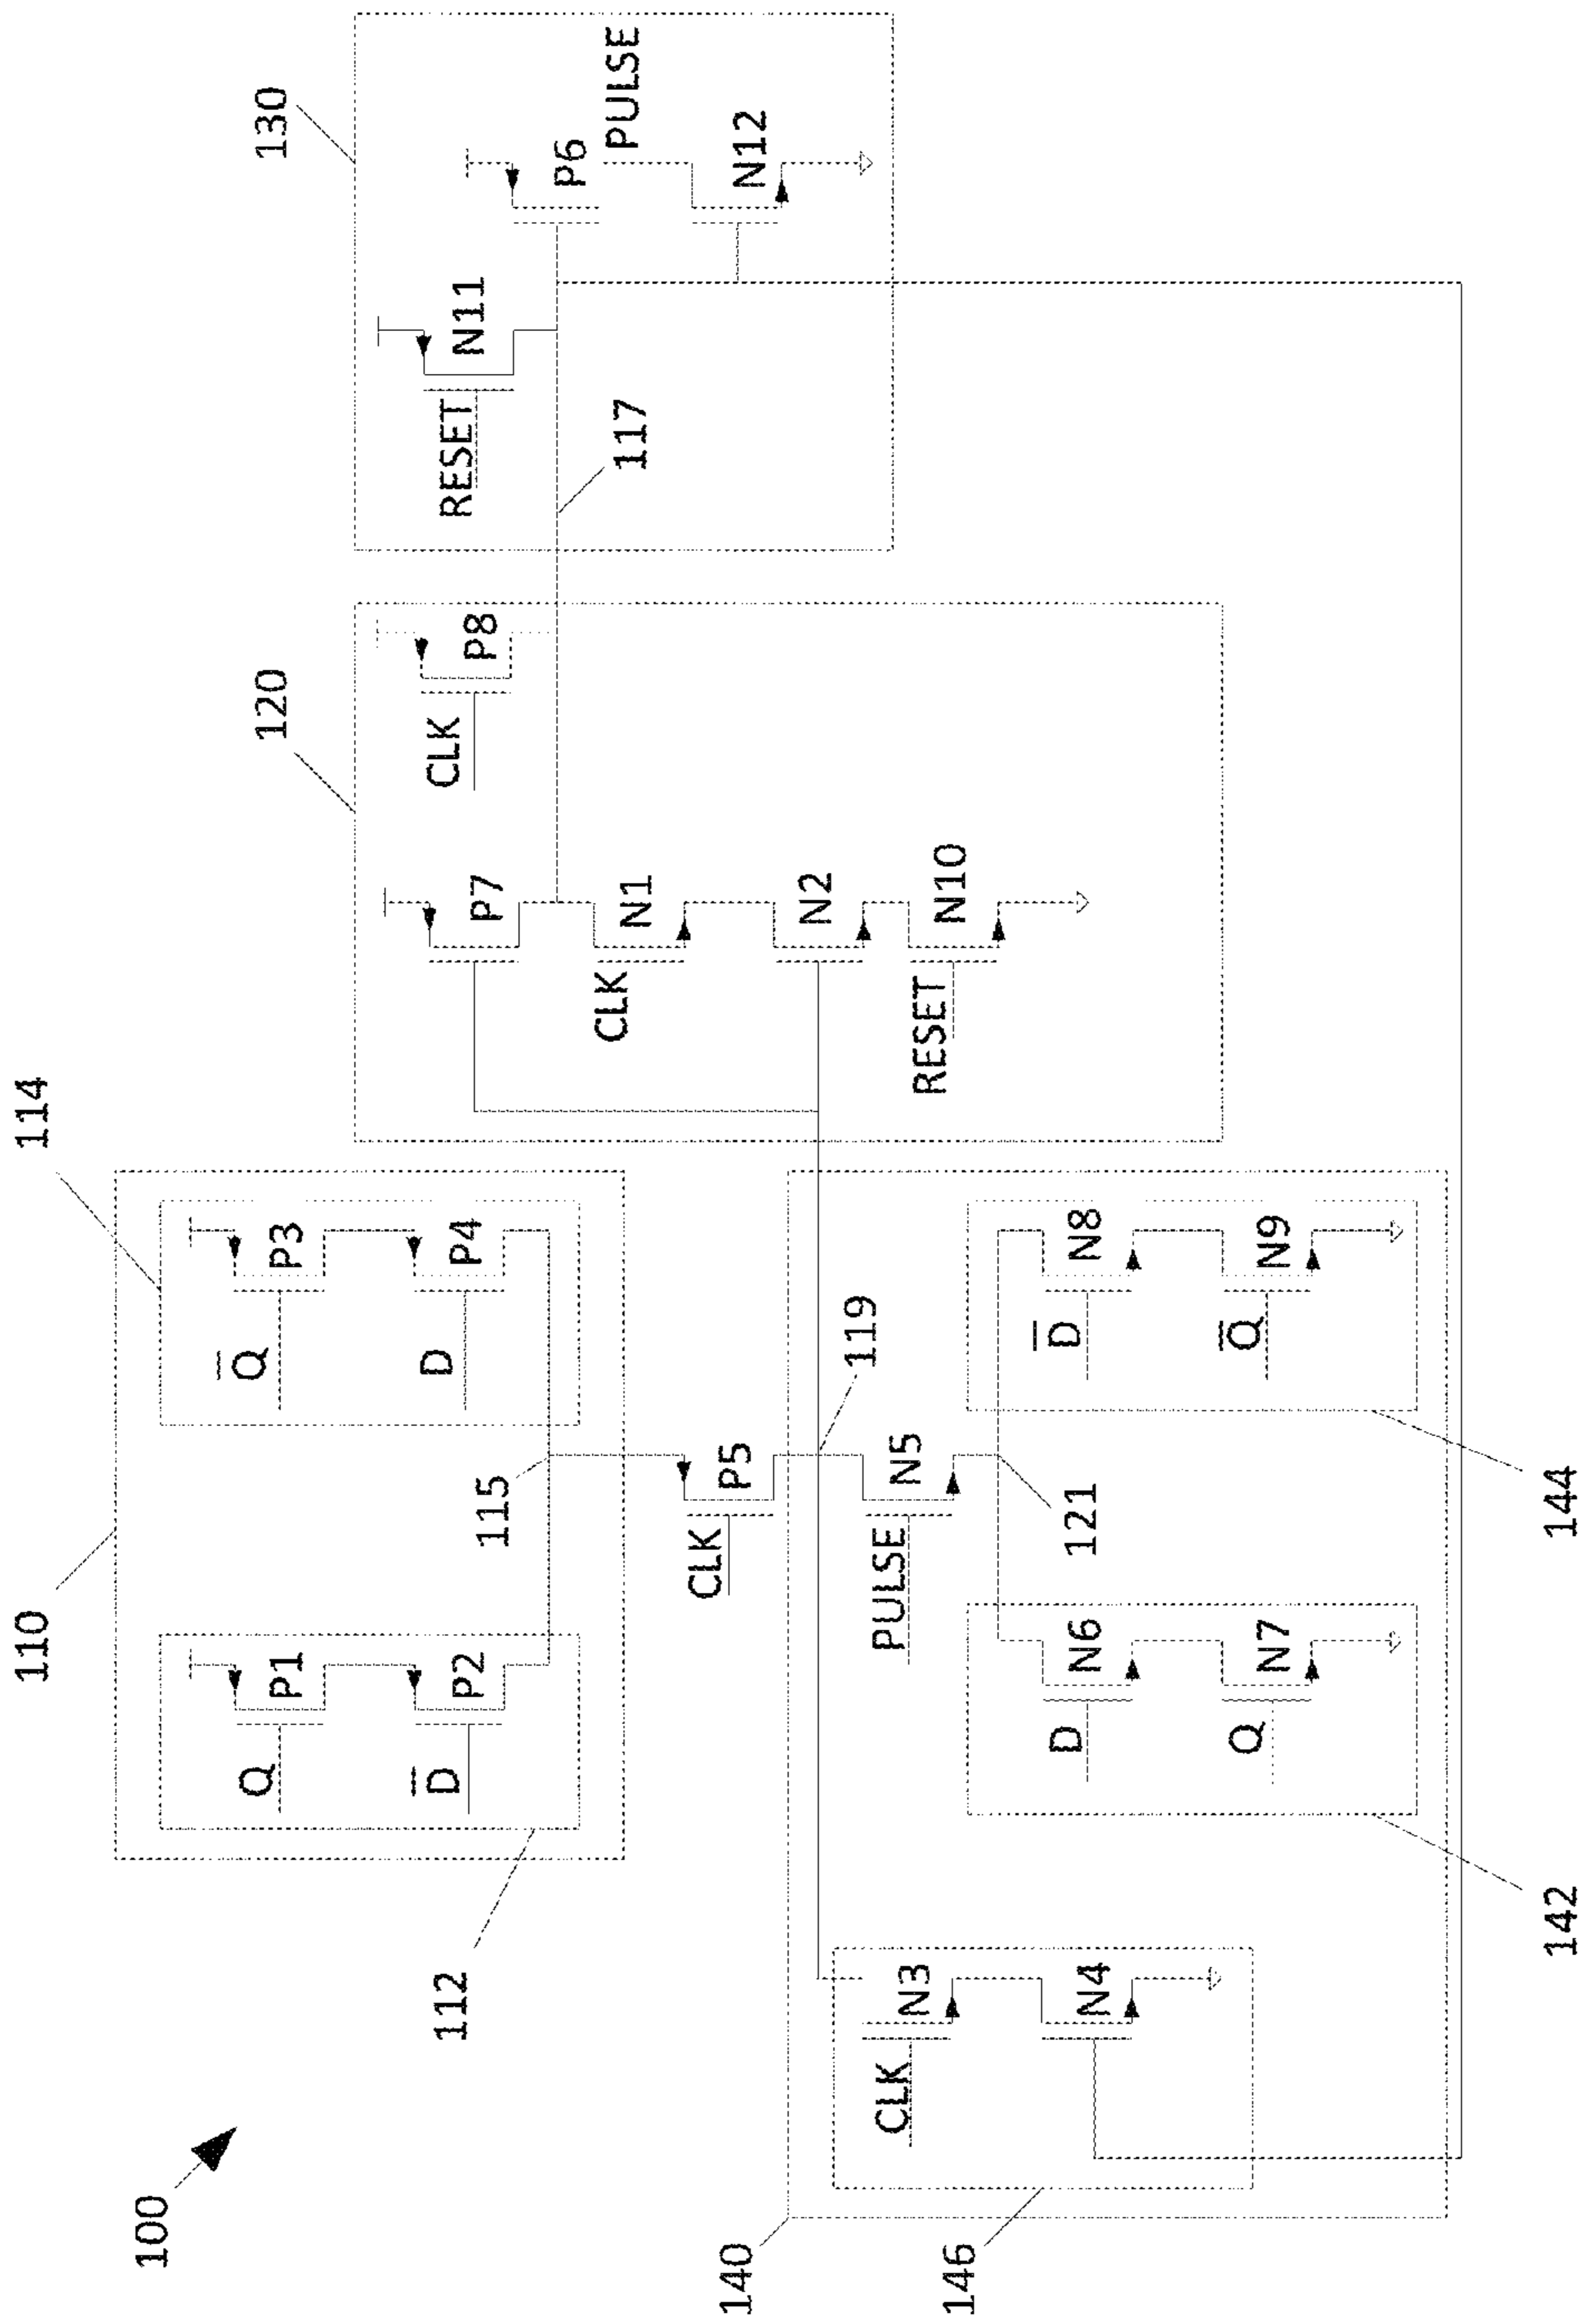 100
110
112
114
Q
P1
D̅
P2
Q̅
P3
D
P4
115
CLK
P5
119
120
P7
CLK
P8
CLK
N1
N2
RESET
N10
117
130
RESET
N11
P6
PULSE
N12
140
146
CLK
N3
N4
PULSE
N5
121
D
N6
Q
N7
142
D̅
N8
Q̅
N9
144